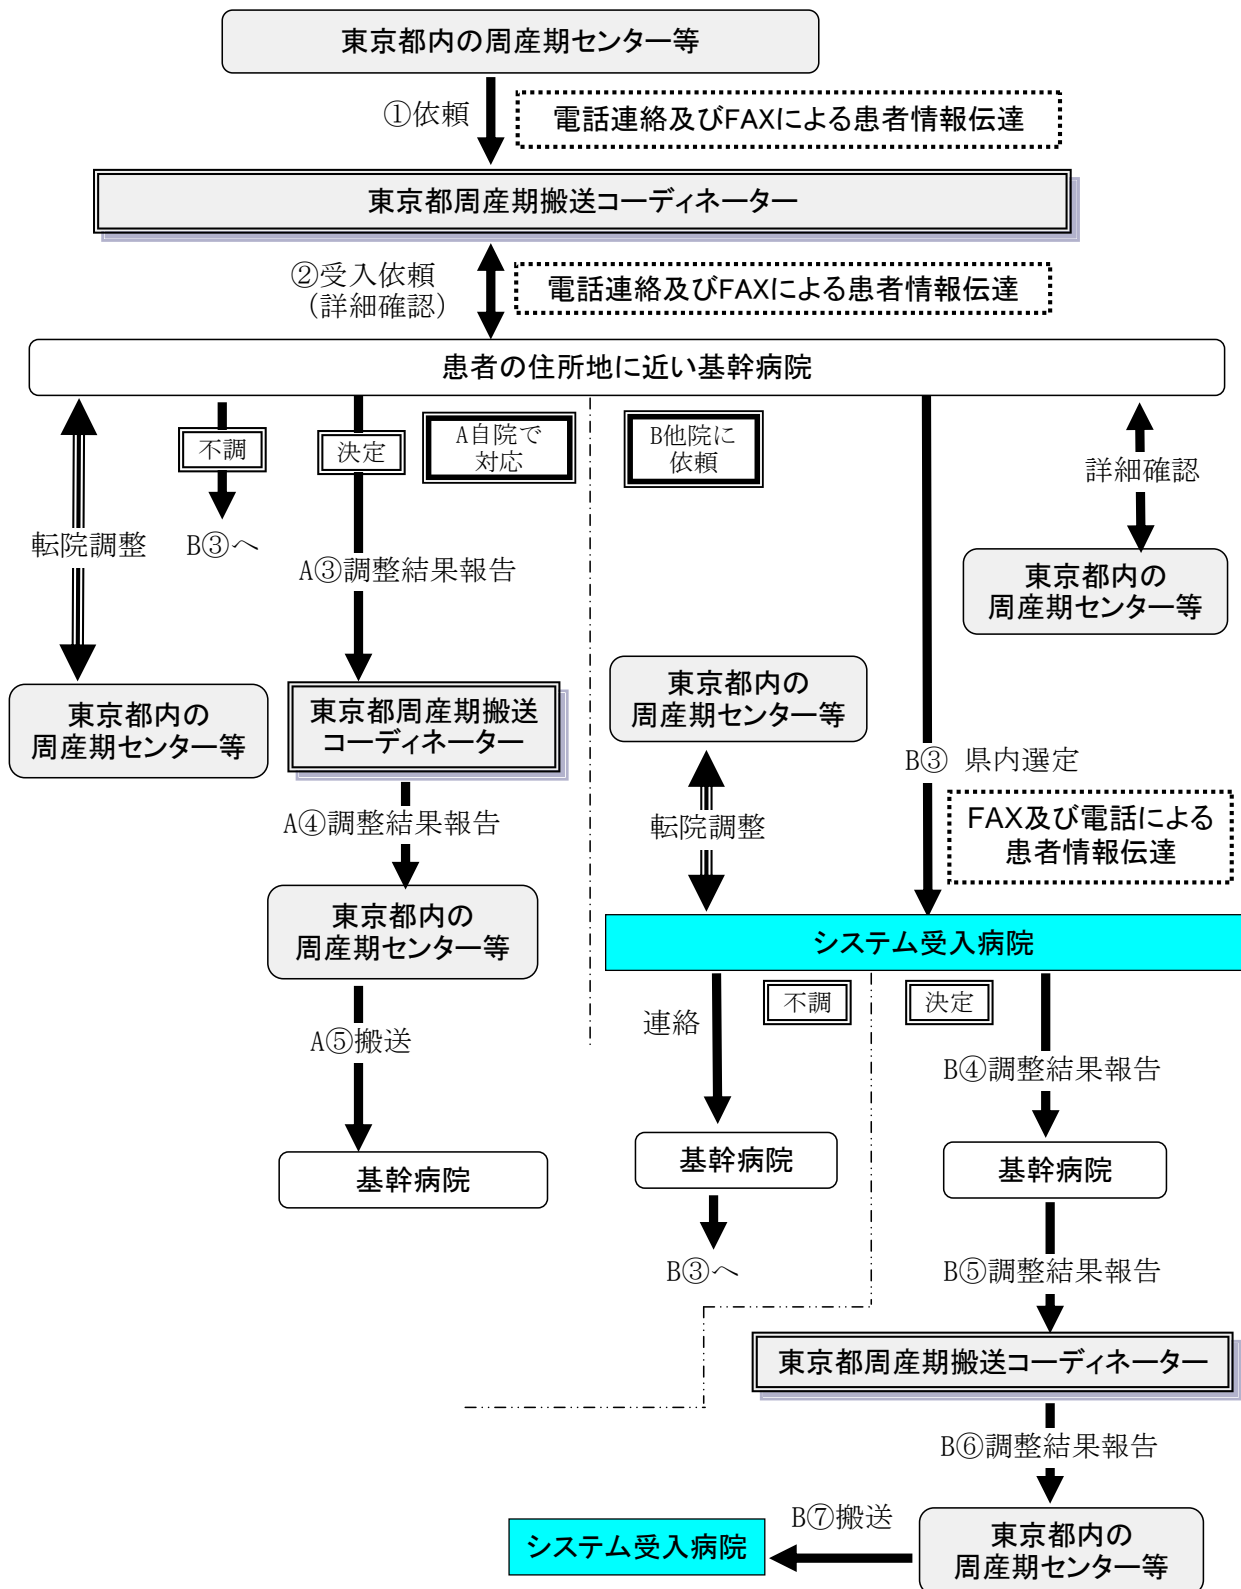 東京都内の周産期センター等
①依頼
電話連絡及びFAXによる患者情報伝達
東京都周産期搬送コーディネーター
②受入依頼
（詳細確認）
電話連絡及びFAXによる患者情報伝達
患者の住所地に近い基幹病院
不調
決定
A自院で
対応
B他院に
依頼
詳細確認
転院調整
B③へ
A③調整結果報告
東京都内の
周産期センター等
東京都内の
周産期センター等
東京都周産期搬送
コーディネーター
東京都内の
周産期センター等
B③ 県内選定
A④調整結果報告
転院調整
FAX及び電話による
患者情報伝達
東京都内の
周産期センター等
システム受入病院
A⑤搬送
連絡
不調
決定
B④調整結果報告
基幹病院
基幹病院
基幹病院
B③へ
B⑤調整結果報告
東京都周産期搬送コーディネーター
B⑥調整結果報告
B⑦搬送
システム受入病院
東京都内の
周産期センター等